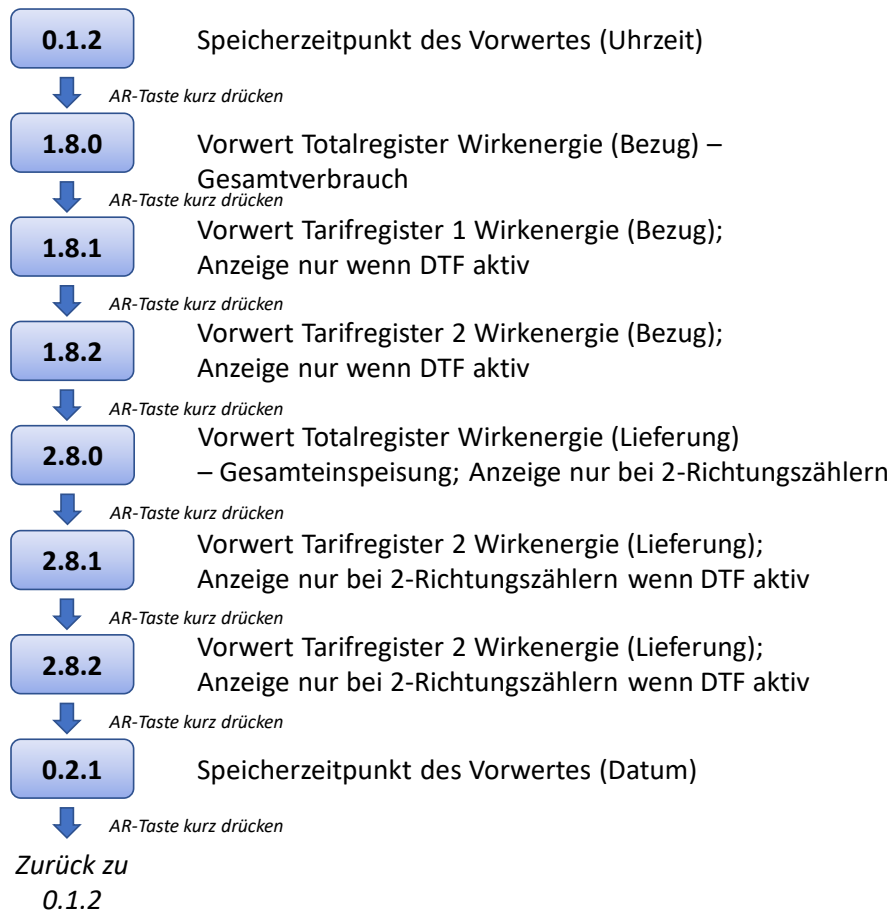 0.1.2 Speicherzeitpunkt des Vorwertes (Uhrzeit)
AR-Taste kurz drücken
1.8.0 Vorwert Totalregister Wirkenergie (Bezug) –
Gesamtverbrauch
AR-Taste kurz drücken
1.8.1 Vorwert Tarifregister 1 Wirkenergie (Bezug);
Anzeige nur wenn DTF aktiv
AR-Taste kurz drücken
1.8.2 Vorwert Tarifregister 2 Wirkenergie (Bezug);
Anzeige nur wenn DTF aktiv
AR-Taste kurz drücken
2.8.0 Vorwert Totalregister Wirkenergie (Lieferung)
– Gesamteinspeisung; Anzeige nur bei 2-Richtungszählern
AR-Taste kurz drücken
2.8.1 Vorwert Tarifregister 2 Wirkenergie (Lieferung);
Anzeige nur bei 2-Richtungszählern wenn DTF aktiv
AR-Taste kurz drücken
2.8.2 Vorwert Tarifregister 2 Wirkenergie (Lieferung);
Anzeige nur bei 2-Richtungszählern wenn DTF aktiv
AR-Taste kurz drücken
0.2.1 Speicherzeitpunkt des Vorwertes (Datum)
AR-Taste kurz drücken
Zurück zu
0.1.2